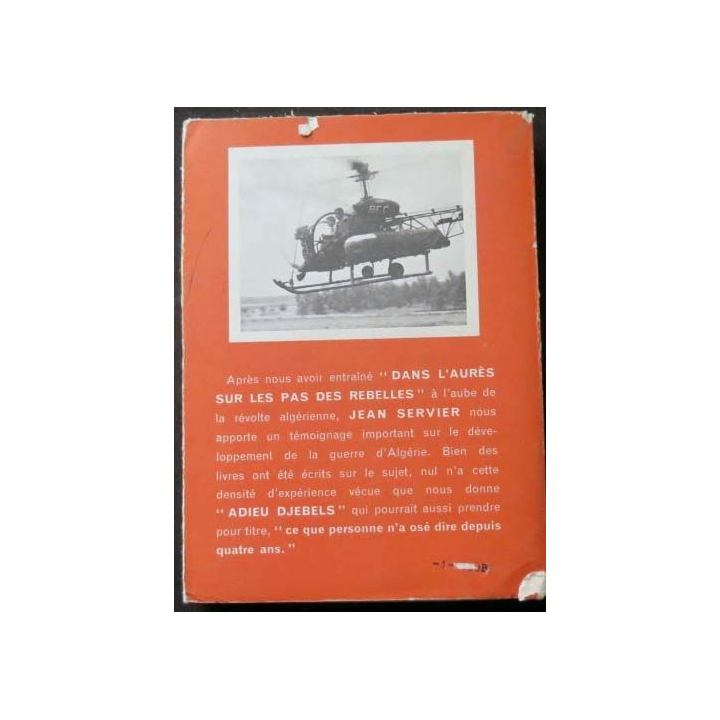 Après nous avoir entraîné " DANS L'AURÈS
SUR LES PAS DES REBELLES " à l'aube de
la révolte algérienne, JEAN SERVIER nous
apporte un témoignage important sur le déve-
loppement de la guerre d'Algérie. Bien des
livres ont été écrits sur le sujet, nul n'a cette
densité d'expérience vécue que nous donne
" ADIEU DJEBELS " qui pourrait aussi prendre
pour titre, " ce que personne n'a osé dire depuis
quatre ans. "